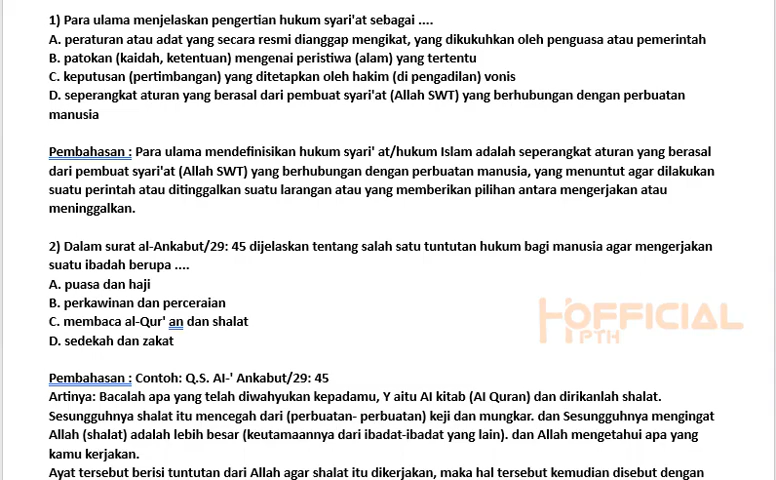 1) Para ulama menjelaskan pengertian hukum syari'at sebagai ....
A. peraturan atau adat yang secara resmi dianggap mengikat, yang dikukuhkan oleh penguasa atau pemerintah
B. patokan (kaidah, ketentuan) mengenai peristiwa (alam) yang tertentu
C. keputusan (pertimbangan) yang ditetapkan oleh hakim (di pengadilan) vonis
D. seperangkat aturan yang berasal dari pembuat syari'at (Allah SWT) yang berhubungan dengan perbuatan
manusia
Pembahasan : Para ulama mendefinisikan hukum syari' at/hukum Islam adalah seperangkat aturan yang berasal
dari pembuat syari'at (Allah SWT) yang berhubungan dengan perbuatan manusia, yang menuntut agar dilakukan
suatu perintah atau ditinggalkan suatu larangan atau yang memberikan pilihan antara mengerjakan atau
meninggalkan.
2) Dalam surat al-Ankabut/29: 45 dijelaskan tentang salah satu tuntutan hukum bagi manusia agar mengerjakan
suatu ibadah berupa ....
A. puasa dan haji
B. perkawinan dan perceraian
C. membaca al-Qur' an dan shalat
D. sedekah dan zakat
HOFFICIAL
PTH
Pembahasan : Contoh: Q.S. AI-' Ankabut/29: 45
Artinya: Bacalah apa yang telah diwahyukan kepadamu, Y aitu AI kitab (AI Quran) dan dirikanlah shalat.
Sesungguhnya shalat itu mencegah dari (perbuatan- perbuatan) keji dan mungkar. dan Sesungguhnya mengingat
Allah (shalat) adalah lebih besar (keutamaannya dari ibadat-ibadat yang lain). dan Allah mengetahui apa yang
kamu kerjakan.
Ayat tersebut berisi tuntutan dari Allah agar shalat itu dikerjakan, maka hal tersebut kemudian disebut dengan